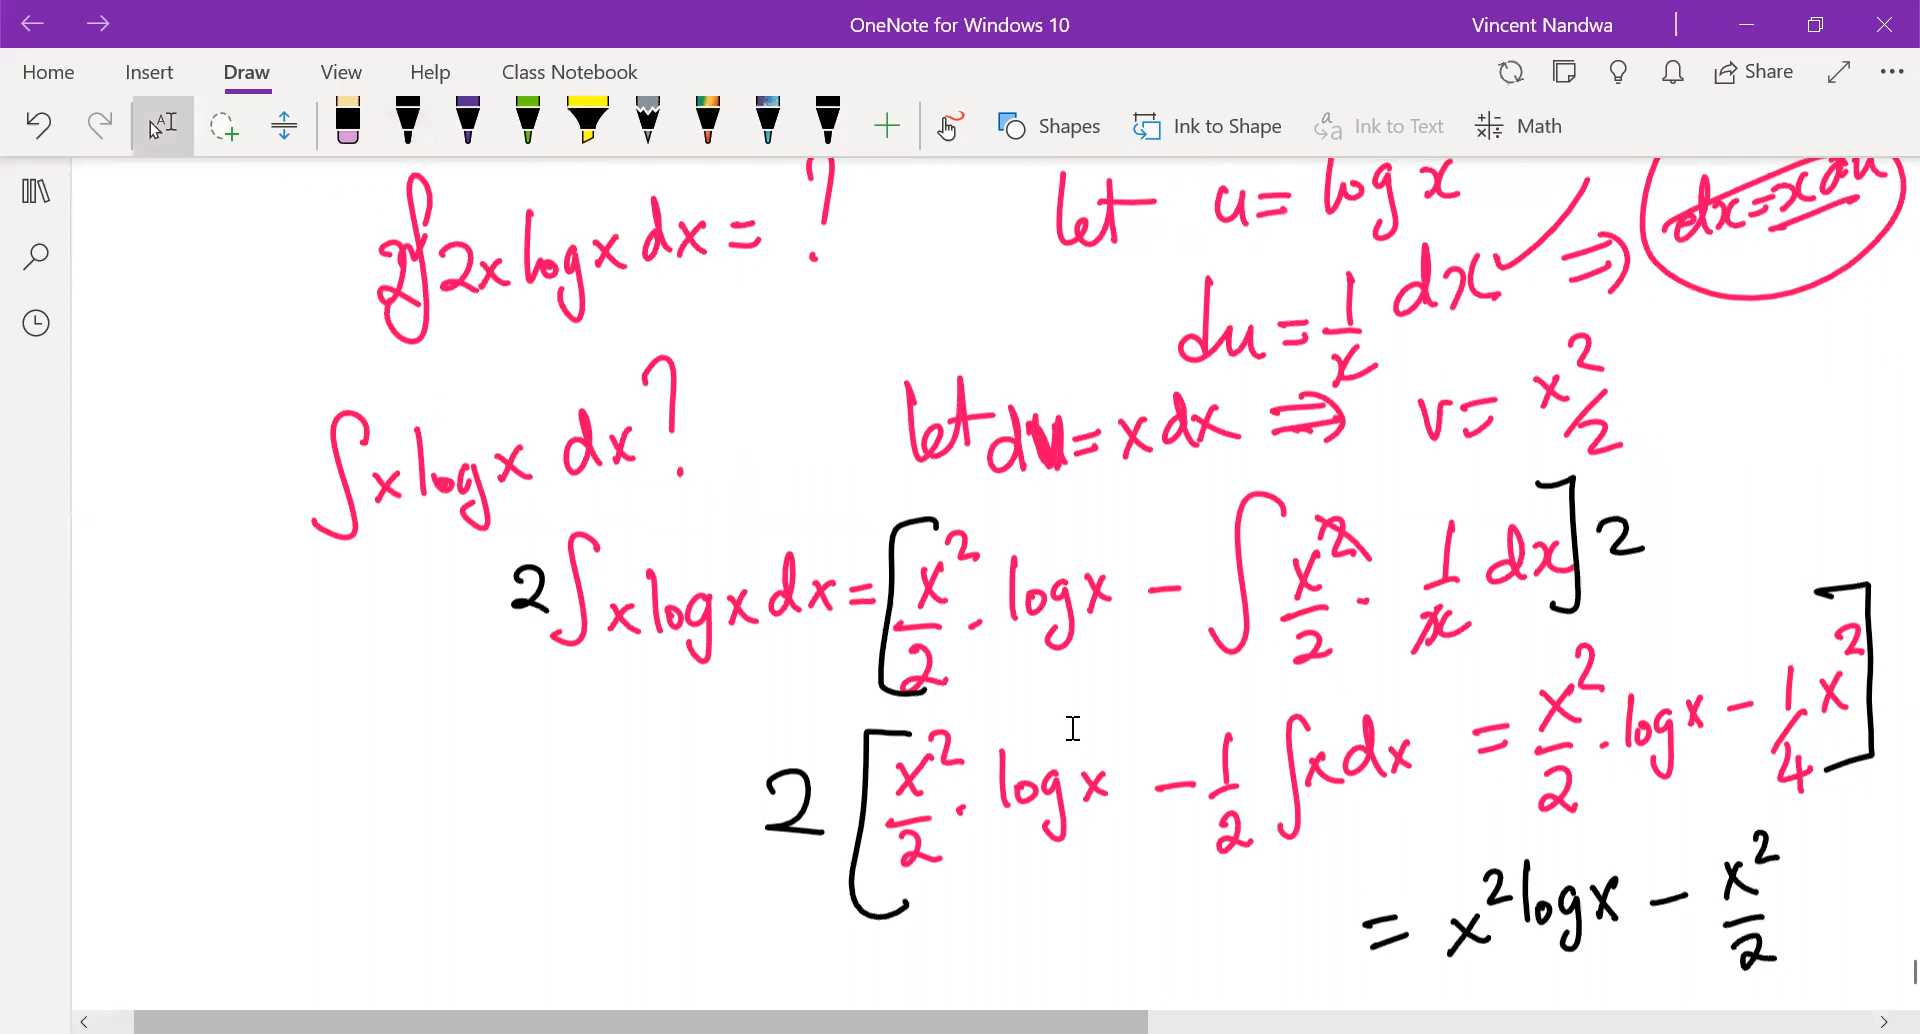 OneNote for Windows 10
Vincent Nandwa
Home Insert Draw View Help Class Notebook Share
Shapes Ink to Shape Ink to Text Math
2∫2x log x dx = ?
let u = log x
dx = x du
du = 1/x dx ⇒
∫x log x dx ?
let dv = x dx ⇒ v = x²/2
2∫x log x dx = [x²/2 · log x − ∫ x²/2 · 1/x dx] 2
2[x²/2 · log x − 1/2 ∫x dx = x²/2 · log x − 1/4 x²]
= x² log x − x²/2